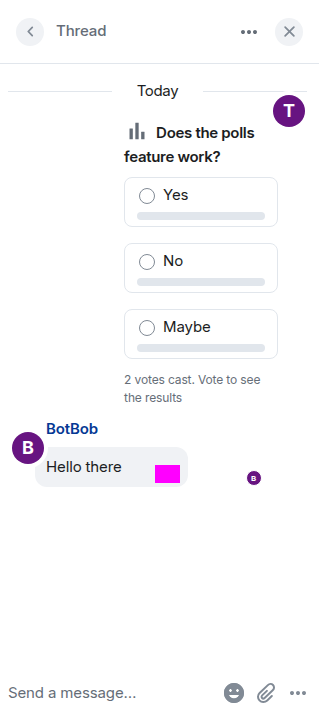 Thread
Today
T
Does the polls
feature work?
Yes
No
Maybe
2 votes cast. Vote to see
the results
BotBob
B
Hello there
B
Send a message...